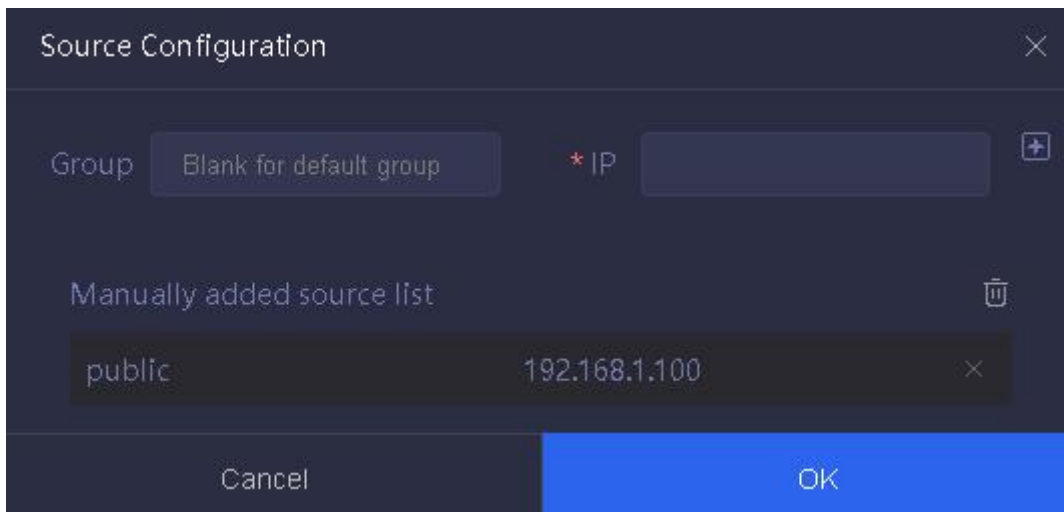 Source Configuration
Group Blank for default group * IP
Manually added source list
public 192.168.1.100
Cancel OK